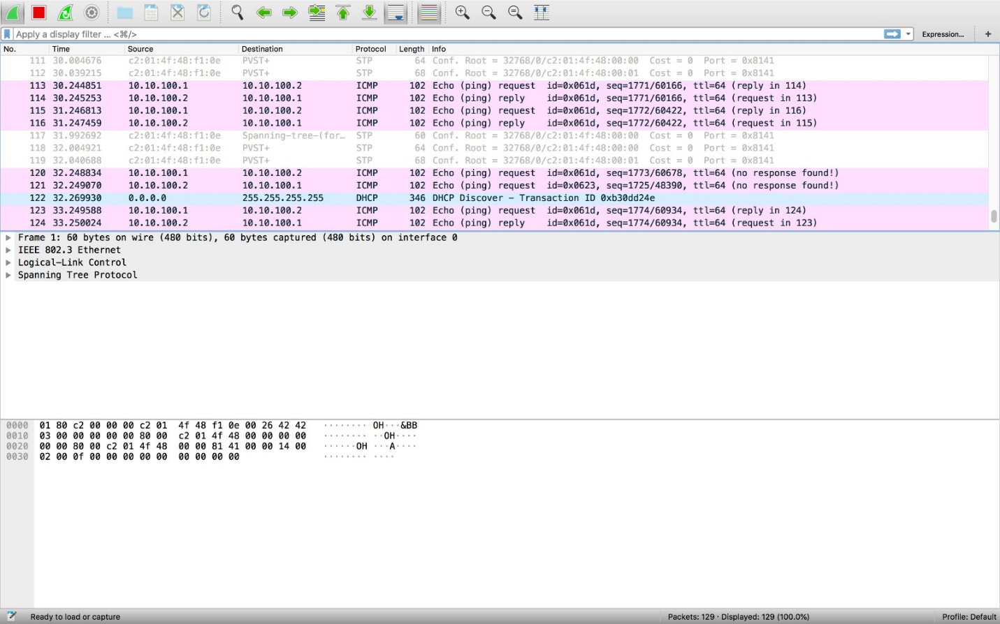 Apply a display filter ... <⌘/>
Expression...
+
No. Time Source Destination Protocol Length Info
111 30.004676 c2:01:4f:48:f1:0e PVST+ STP 64 Conf. Root = 32768/0/c2:01:4f:48:00:00 Cost = 0 Port = 0x8141
112 30.039215 c2:01:4f:48:f1:0e PVST+ STP 68 Conf. Root = 32768/0/c2:01:4f:48:00:01 Cost = 0 Port = 0x8141
113 30.244851 10.10.100.1 10.10.100.2 ICMP 102 Echo (ping) request id=0x061d, seq=1771/60166, ttl=64 (reply in 114)
114 30.245253 10.10.100.2 10.10.100.1 ICMP 102 Echo (ping) reply id=0x061d, seq=1771/60166, ttl=64 (request in 113)
115 31.246813 10.10.100.1 10.10.100.2 ICMP 102 Echo (ping) request id=0x061d, seq=1772/60422, ttl=64 (reply in 116)
116 31.247459 10.10.100.2 10.10.100.1 ICMP 102 Echo (ping) reply id=0x061d, seq=1772/60422, ttl=64 (request in 115)
117 31.992692 c2:01:4f:48:f1:0e Spanning-tree-(for… STP 60 Conf. Root = 32768/0/c2:01:4f:48:00:00 Cost = 0 Port = 0x8141
118 32.004921 c2:01:4f:48:f1:0e PVST+ STP 64 Conf. Root = 32768/0/c2:01:4f:48:00:00 Cost = 0 Port = 0x8141
119 32.040688 c2:01:4f:48:f1:0e PVST+ STP 68 Conf. Root = 32768/0/c2:01:4f:48:00:01 Cost = 0 Port = 0x8141
120 32.248834 10.10.100.1 10.10.100.2 ICMP 102 Echo (ping) request id=0x061d, seq=1773/60678, ttl=64 (no response found!)
121 32.249070 10.10.100.2 10.10.100.1 ICMP 102 Echo (ping) request id=0x0623, seq=1725/48390, ttl=64 (no response found!)
122 32.269930 0.0.0.0 255.255.255.255 DHCP 346 DHCP Discover - Transaction ID 0xb30dd24e
123 33.249588 10.10.100.1 10.10.100.2 ICMP 102 Echo (ping) request id=0x061d, seq=1774/60934, ttl=64 (reply in 124)
124 33.250024 10.10.100.2 10.10.100.1 ICMP 102 Echo (ping) reply id=0x061d, seq=1774/60934, ttl=64 (request in 123)
Frame 1: 60 bytes on wire (480 bits), 60 bytes captured (480 bits) on interface 0
IEEE 802.3 Ethernet
Logical-Link Control
Spanning Tree Protocol
0000 01 80 c2 00 00 00 c2 01 4f 48 f1 0e 00 26 42 42 ········ OH···&BB
0010 03 00 00 00 00 00 80 00 c2 01 4f 48 00 00 00 00 ········ ··OH····
0020 00 00 80 00 c2 01 4f 48 00 00 81 41 00 00 14 00 ······OH ···A····
0030 02 00 0f 00 00 00 00 00 00 00 00 00 ········ ····
Ready to load or capture
Packets: 129 · Displayed: 129 (100.0%)
Profile: Default